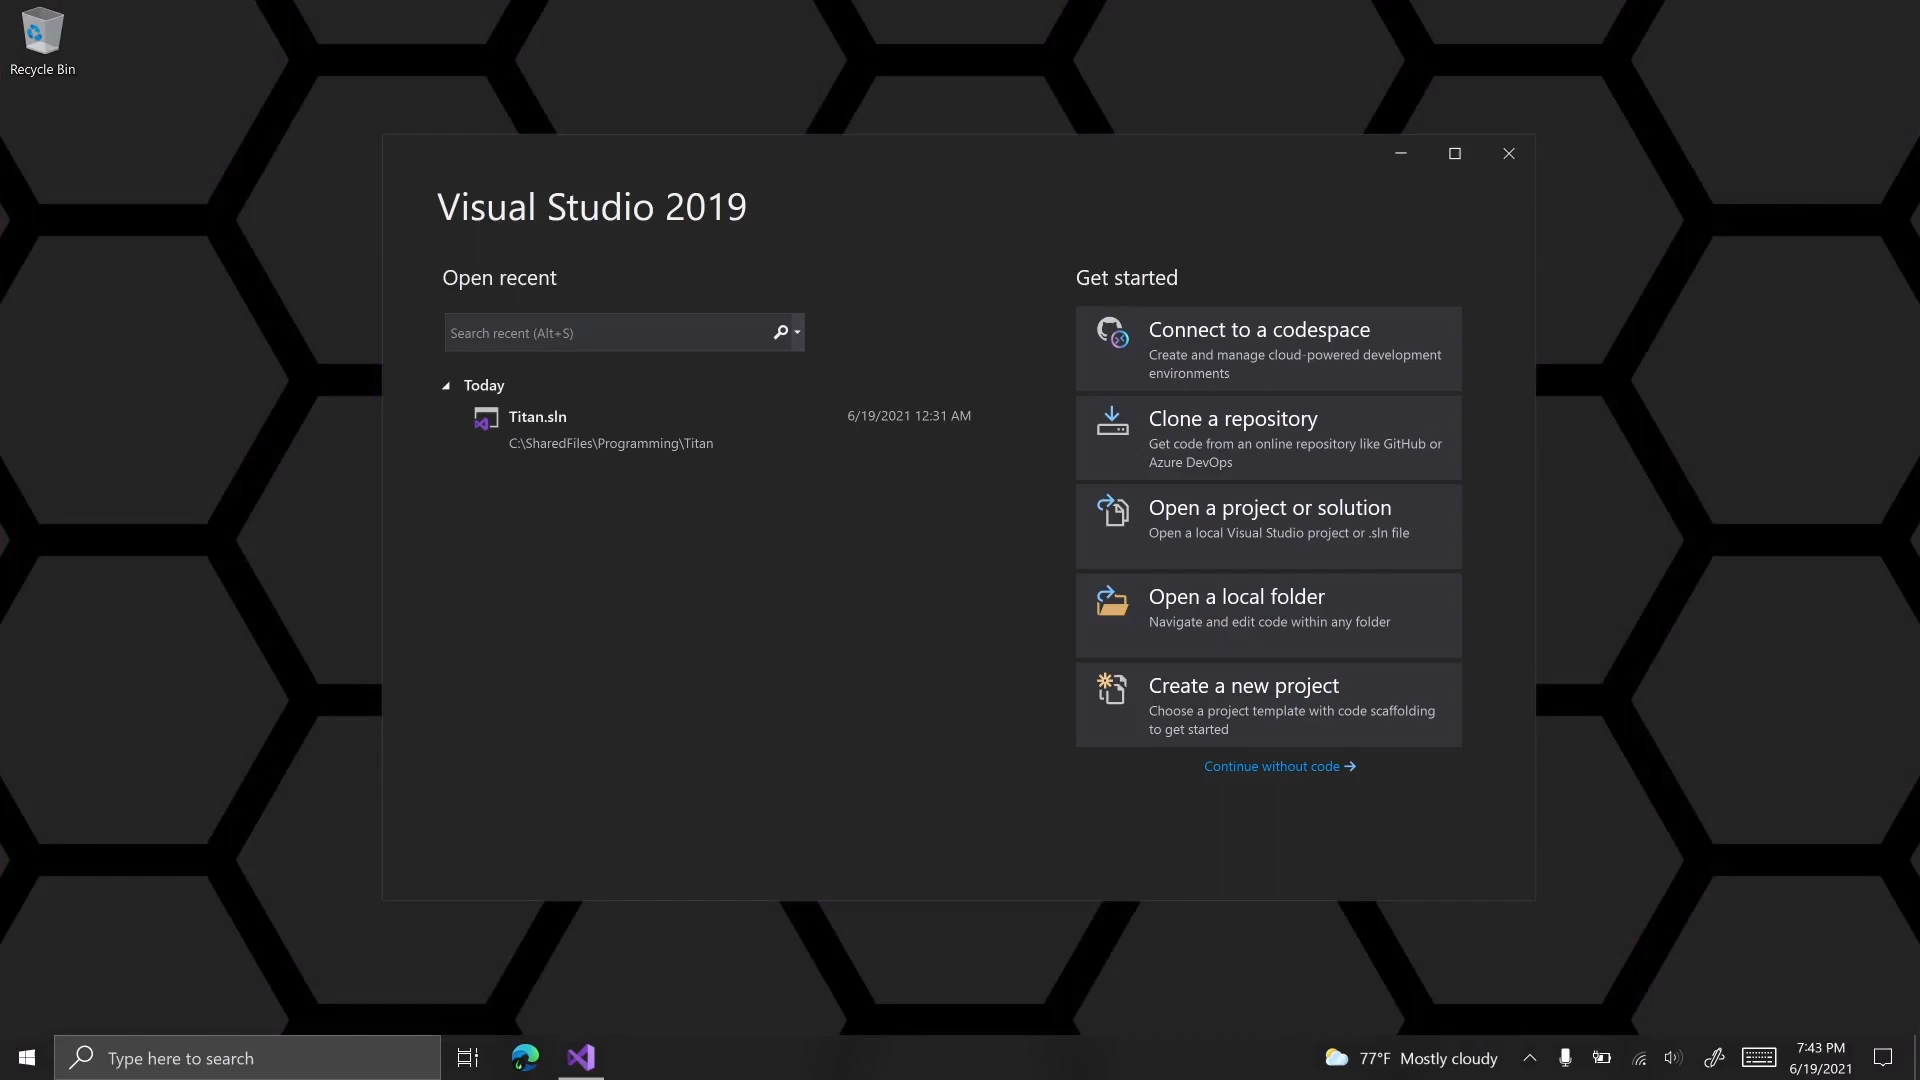 Recycle Bin
Visual Studio 2019
Open recent
Search recent (Alt+S)
Today
Titan.sln
6/19/2021 12:31 AM
C:\SharedFiles\Programming\Titan
Get started
Connect to a codespace
Create and manage cloud-powered development
environments
Clone a repository
Get code from an online repository like GitHub or
Azure DevOps
Open a project or solution
Open a local Visual Studio project or .sln file
Open a local folder
Navigate and edit code within any folder
Create a new project
Choose a project template with code scaffolding
to get started
Continue without code
Type here to search
77°F Mostly cloudy
7:43 PM
6/19/2021